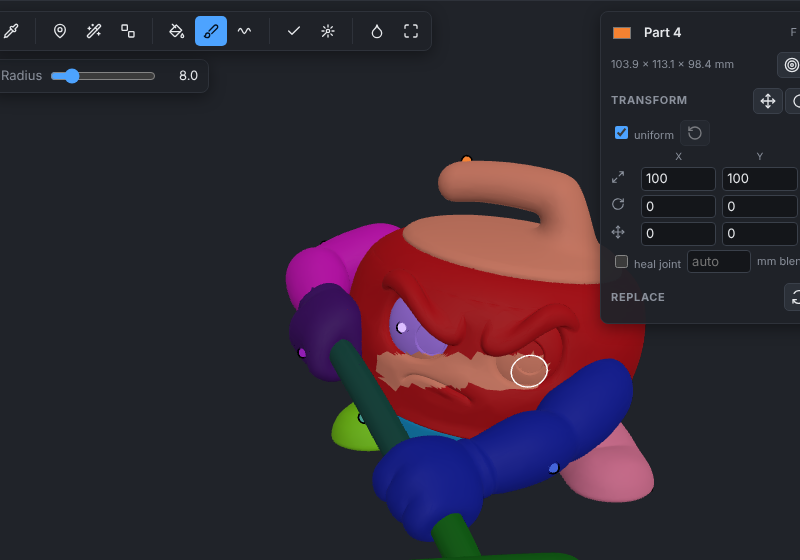 Radius 8.0
Part 4 F
103.9 × 113.1 × 98.4 mm
TRANSFORM
uniform
X Y
100 100
0 0
0 0
heal joint auto mm blen
REPLACE